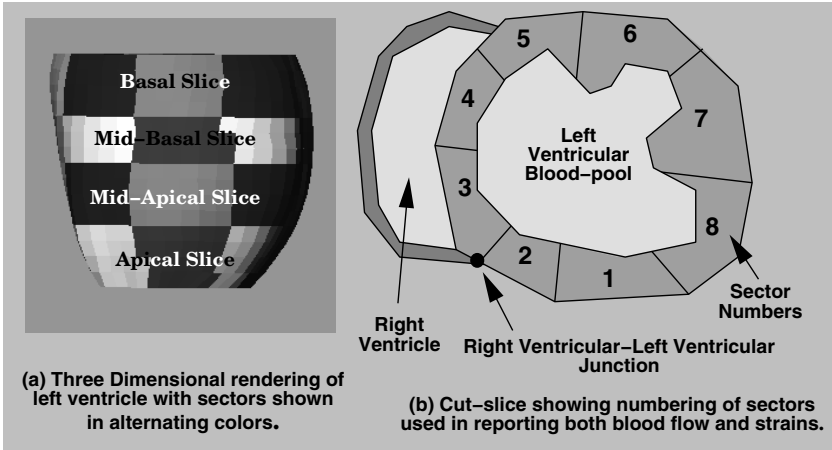 Basal Slice
Mid−Basal Slice
Mid−Apical Slice
Apical Slice
(a) Three Dimensional rendering of
left ventricle with sectors shown
in alternating colors.
5
6
4
7
Left
Ventricular
Blood−pool
3
8
2
1
Sector
Numbers
Right
Ventricle
Right Ventricular−Left Ventricular
Junction
(b) Cut−slice showing numbering of sectors
used in reporting both blood flow and strains.